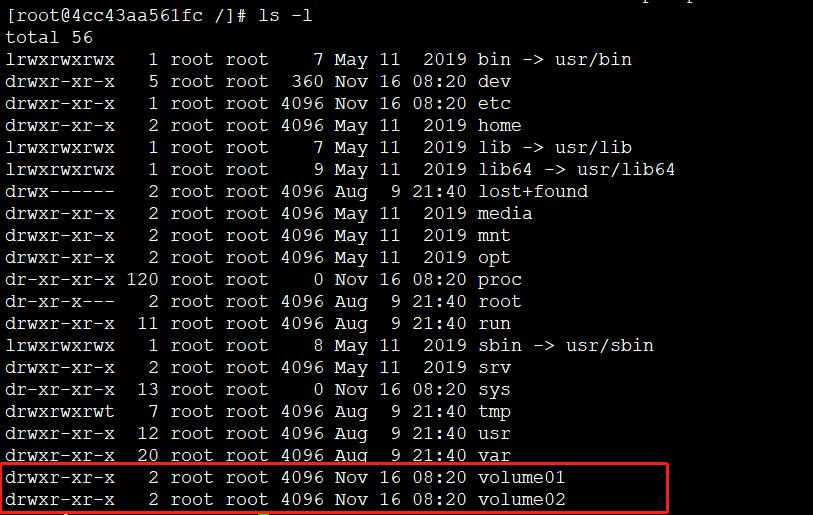 [root@4cc43aa561fc /]# ls -l
total 56
lrwxrwxrwx   1 root root    7 May 11  2019 bin -> usr/bin
drwxr-xr-x   5 root root  360 Nov 16 08:20 dev
drwxr-xr-x   1 root root 4096 Nov 16 08:20 etc
drwxr-xr-x   2 root root 4096 May 11  2019 home
lrwxrwxrwx   1 root root    7 May 11  2019 lib -> usr/lib
lrwxrwxrwx   1 root root    9 May 11  2019 lib64 -> usr/lib64
drwx------   2 root root 4096 Aug  9 21:40 lost+found
drwxr-xr-x   2 root root 4096 May 11  2019 media
drwxr-xr-x   2 root root 4096 May 11  2019 mnt
drwxr-xr-x   2 root root 4096 May 11  2019 opt
dr-xr-xr-x 120 root root    0 Nov 16 08:20 proc
dr-xr-x---   2 root root 4096 Aug  9 21:40 root
drwxr-xr-x  11 root root 4096 Aug  9 21:40 run
lrwxrwxrwx   1 root root    8 May 11  2019 sbin -> usr/sbin
drwxr-xr-x   2 root root 4096 May 11  2019 srv
dr-xr-xr-x  13 root root    0 Nov 16 08:20 sys
drwxrwxrwt   7 root root 4096 Aug  9 21:40 tmp
drwxr-xr-x  12 root root 4096 Aug  9 21:40 usr
drwxr-xr-x  20 root root 4096 Aug  9 21:40 var
drwxr-xr-x   2 root root 4096 Nov 16 08:20 volume01
drwxr-xr-x   2 root root 4096 Nov 16 08:20 volume02